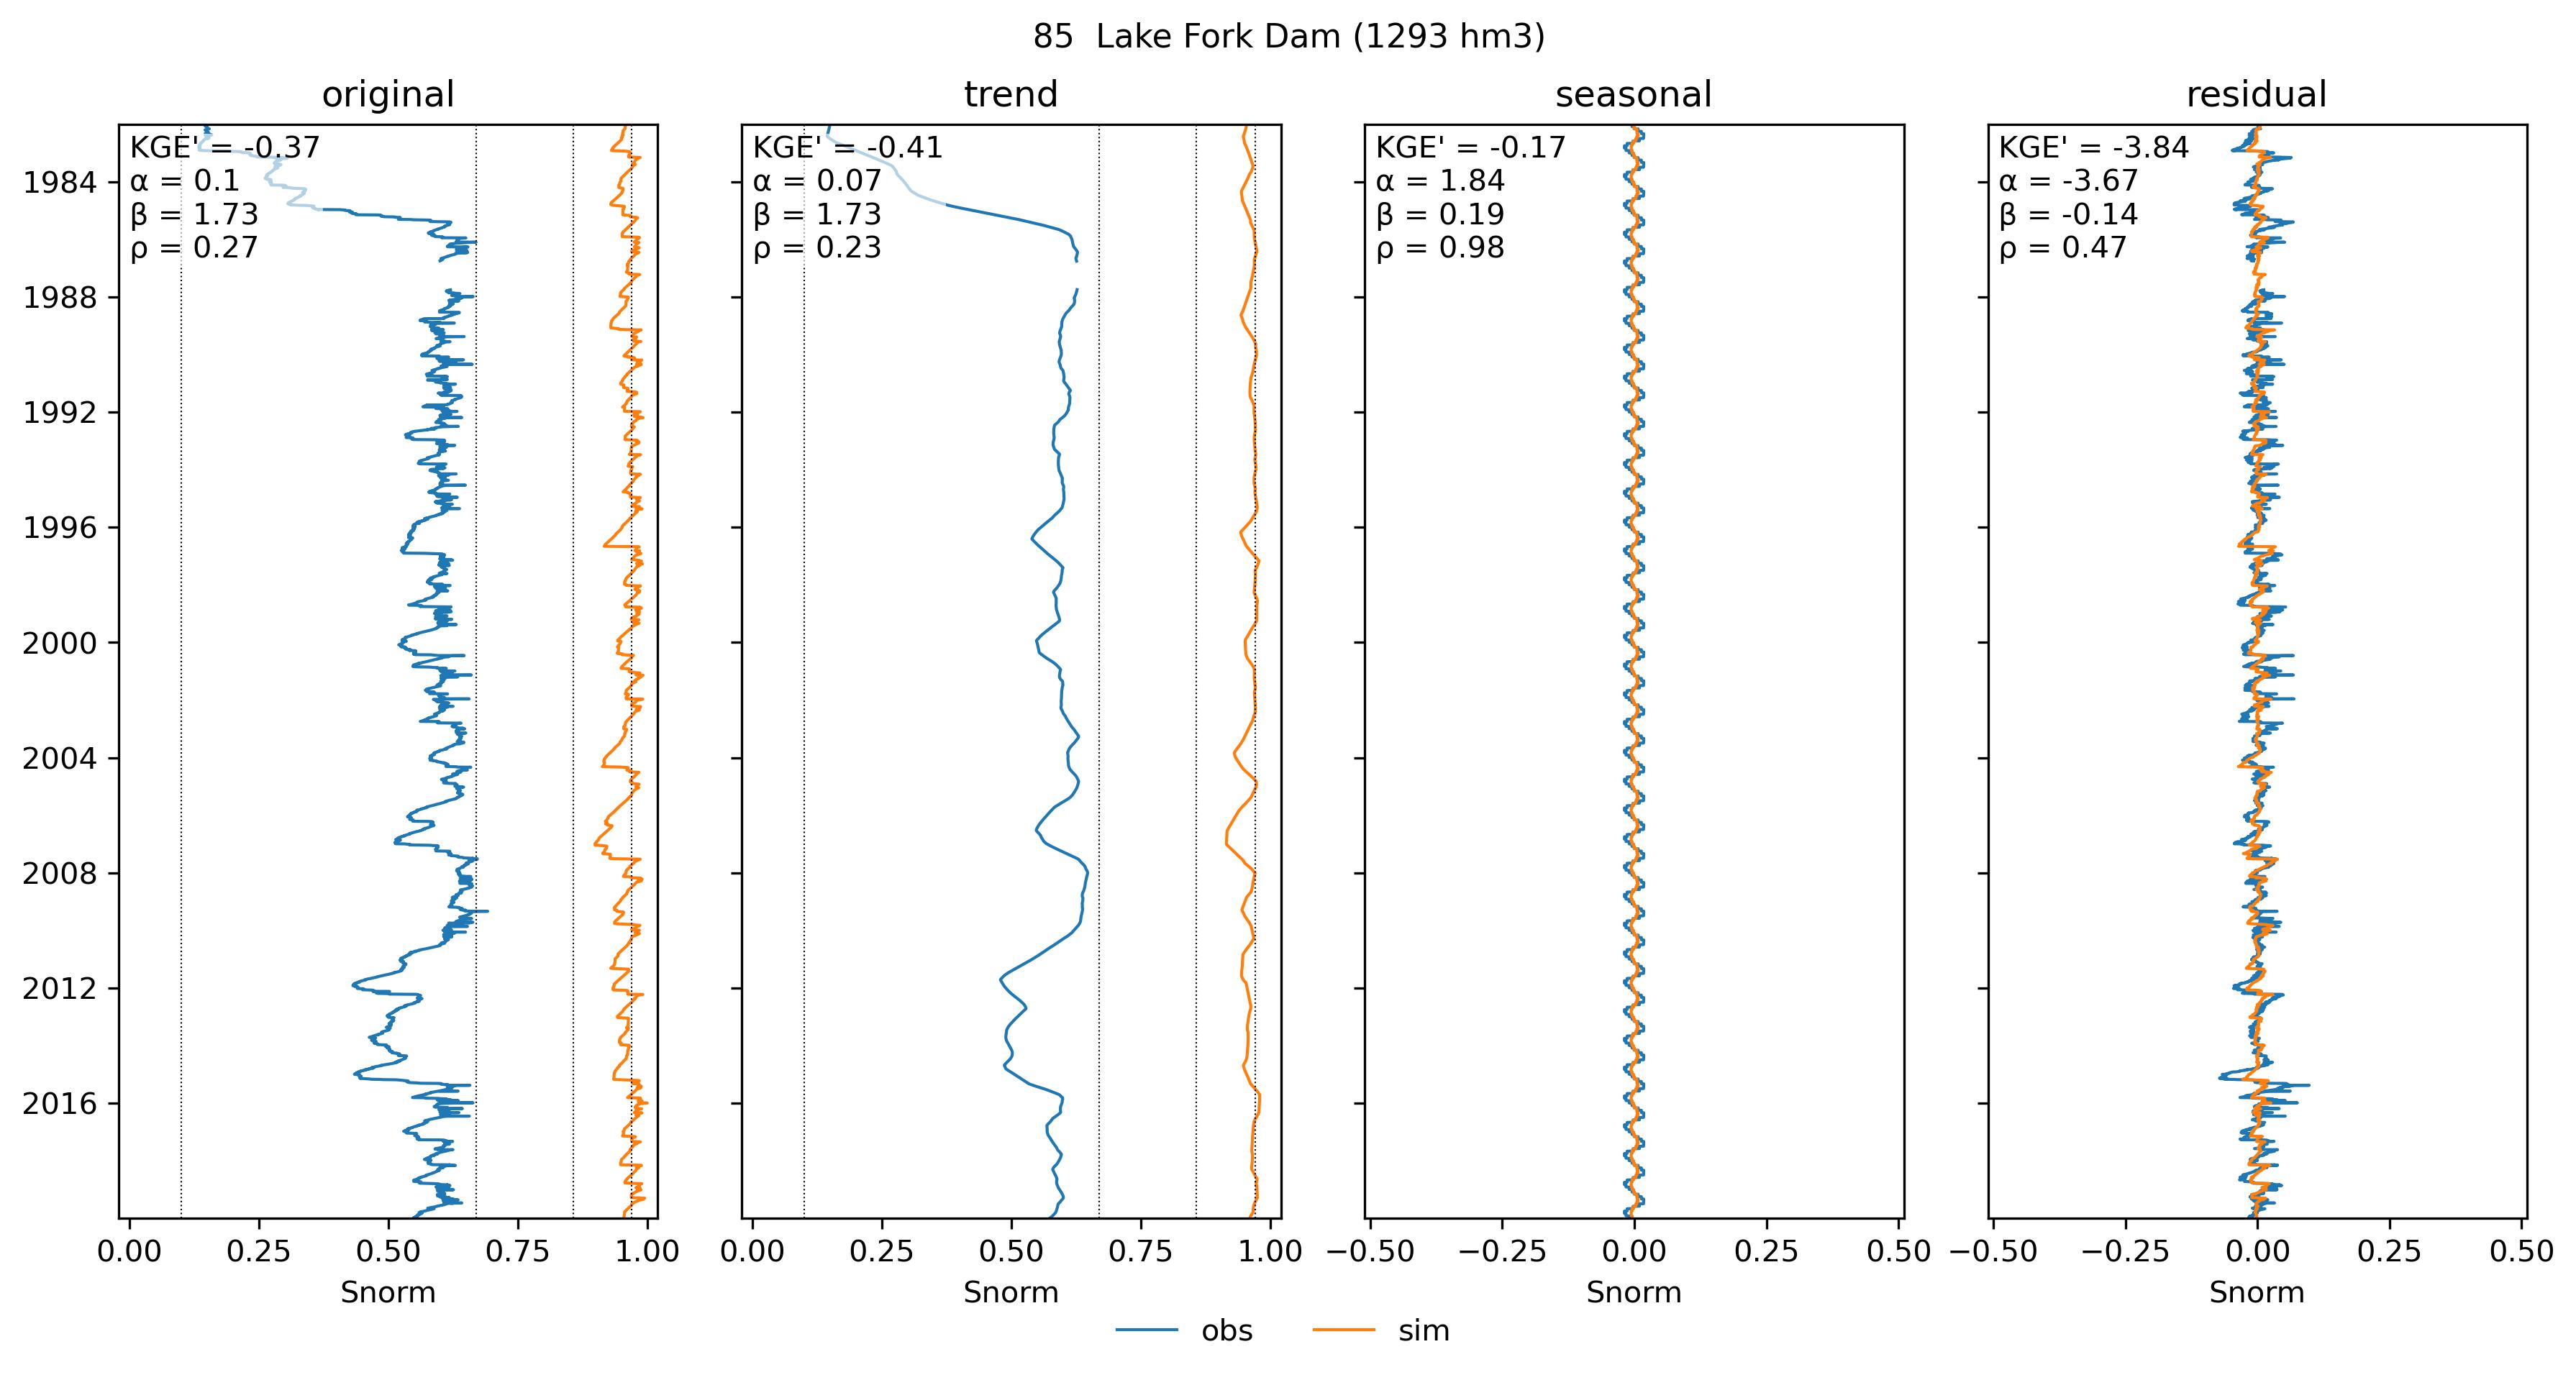 85  Lake Fork Dam (1293 hm3)
original
KGE' = -0.37
α = 0.1
β = 1.73
ρ = 0.27
1984
1988
1992
1996
2000
2004
2008
2012
2016
0.00 0.25 0.50 0.75 1.00
Snorm
trend
KGE' = -0.41
α = 0.07
β = 1.73
ρ = 0.23
0.00 0.25 0.50 0.75 1.00
Snorm
seasonal
KGE' = -0.17
α = 1.84
β = 0.19
ρ = 0.98
−0.50 −0.25 0.00 0.25 0.50
Snorm
residual
KGE' = -3.84
α = -3.67
β = -0.14
ρ = 0.47
−0.50 −0.25 0.00 0.25 0.50
Snorm
obs sim